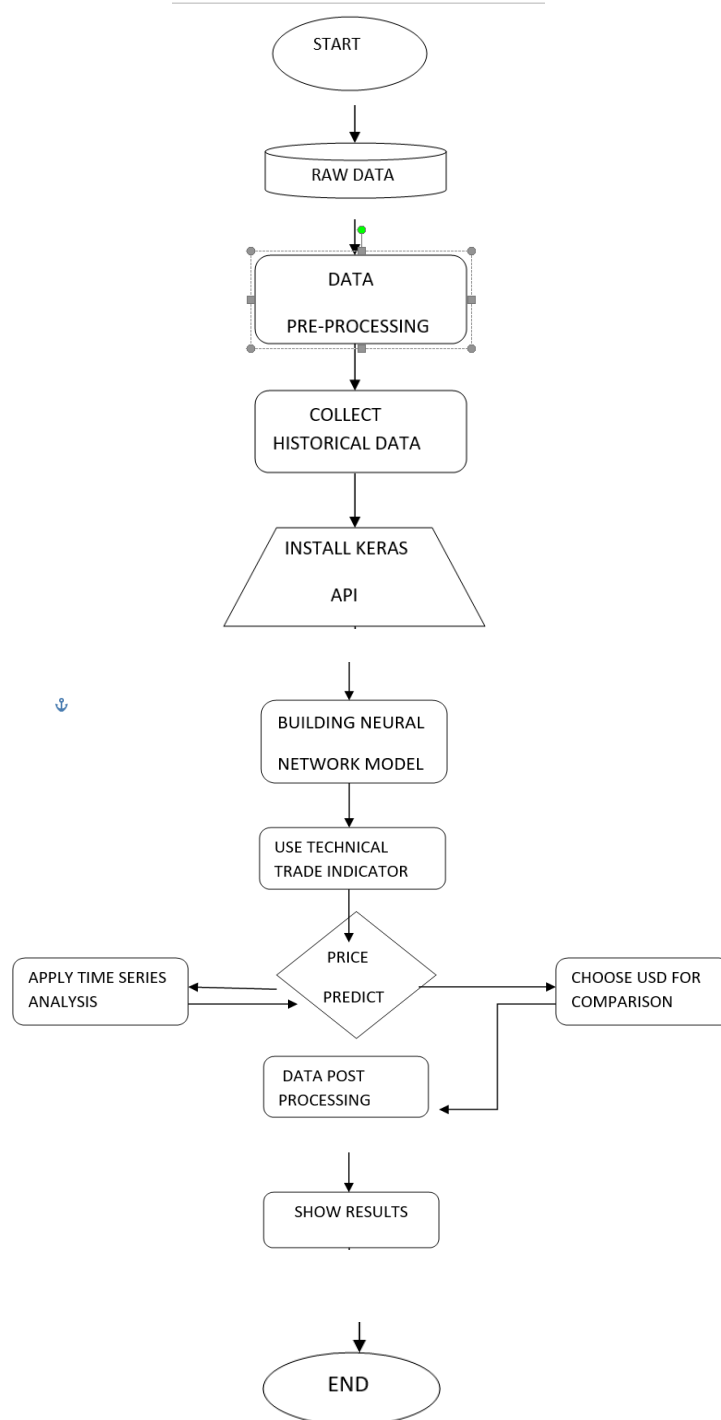 START
RAW DATA
DATA
PRE-PROCESSING
COLLECT
HISTORICAL DATA
INSTALL KERAS
API
BUILDING NEURAL
NETWORK MODEL
USE TECHNICAL
TRADE INDICATOR
PRICE
PREDICT
APPLY TIME SERIES
ANALYSIS
CHOOSE USD FOR
COMPARISON
DATA POST
PROCESSING
SHOW RESULTS
END